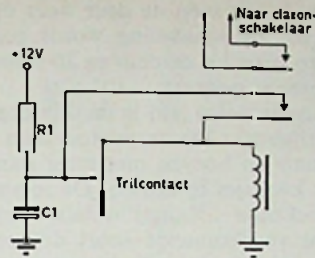 Naar claxon-
schakelaar
+12V
R1
C1
Trilcontact